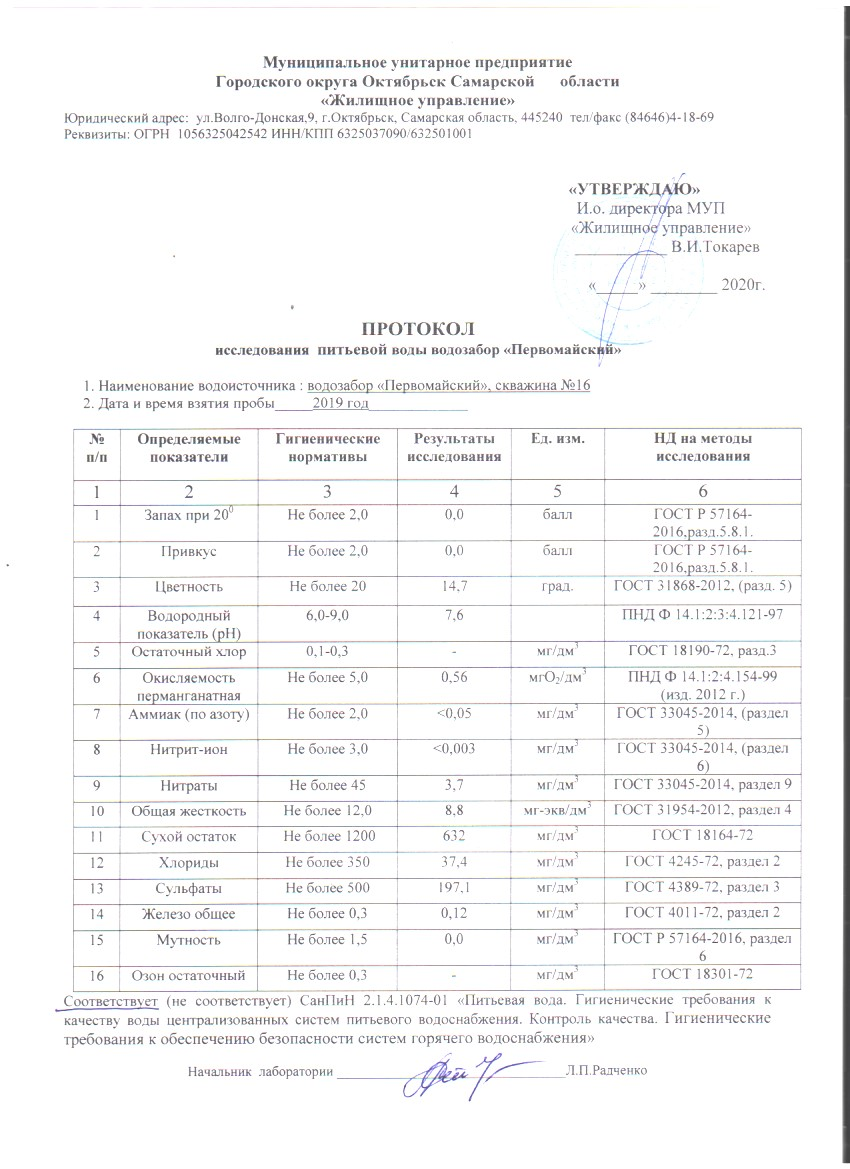 Муниципальное унитарное предприятие
Городского округа Октябрьск Самарской области
«Жилищное управление»
Юридический адрес: ул.Волго-Донская,9, г.Октябрьск, Самарская область, 445240 тел/факс (84646)4-18-69
Реквизиты: ОГРН 1056325042542 ИНН/КПП 6325037090/632501001
«УТВЕРЖДАЮ»
И.о. директора МУП
«Жилищное управление»
___________ В.И.Токарев
«_____» ________ 2020г.
ПРОТОКОЛ
исследования питьевой воды водозабор «Первомайский»
1. Наименование водоисточника : водозабор «Первомайский», скважина №16
2. Дата и время взятия пробы_____2019 год_____________
№ п/п Определяемые показатели Гигиенические нормативы Результаты исследования Ед. изм. НД на методы исследования
1 2 3 4 5 6
1 Запах при 20⁰ Не более 2,0 0,0 балл ГОСТ Р 57164-2016,разд.5.8.1.
2 Привкус Не более 2,0 0,0 балл ГОСТ Р 57164-2016,разд.5.8.1.
3 Цветность Не более 20 14,7 град. ГОСТ 31868-2012, (разд. 5)
4 Водородный показатель (рН) 6,0-9,0 7,6 ПНД Ф 14.1:2:3:4.121-97
5 Остаточный хлор 0,1-0,3 - мг/дм³ ГОСТ 18190-72, разд.3
6 Окисляемость перманганатная Не более 5,0 0,56 мгО₂/дм³ ПНД Ф 14.1:2:4.154-99 (изд. 2012 г.)
7 Аммиак (по азоту) Не более 2,0 <0,05 мг/дм³ ГОСТ 33045-2014, (раздел 5)
8 Нитрит-ион Не более 3,0 <0,003 мг/дм³ ГОСТ 33045-2014, (раздел 6)
9 Нитраты Не более 45 3,7 мг/дм³ ГОСТ 33045-2014, раздел 9
10 Общая жесткость Не более 12,0 8,8 мг-экв/дм³ ГОСТ 31954-2012, раздел 4
11 Сухой остаток Не более 1200 632 мг/дм³ ГОСТ 18164-72
12 Хлориды Не более 350 37,4 мг/дм³ ГОСТ 4245-72, раздел 2
13 Сульфаты Не более 500 197,1 мг/дм³ ГОСТ 4389-72, раздел 3
14 Железо общее Не более 0,3 0,12 мг/дм³ ГОСТ 4011-72, раздел 2
15 Мутность Не более 1,5 0,0 мг/дм³ ГОСТ Р 57164-2016, раздел 6
16 Озон остаточный Не более 0,3 - мг/дм³ ГОСТ 18301-72
Соответствует (не соответствует) СанПиН 2.1.4.1074-01 «Питьевая вода. Гигиенические требования к
качеству воды централизованных систем питьевого водоснабжения. Контроль качества. Гигиенические
требования к обеспечению безопасности систем горячего водоснабжения»
Начальник лаборатории ______________________________Л.П.Радченко